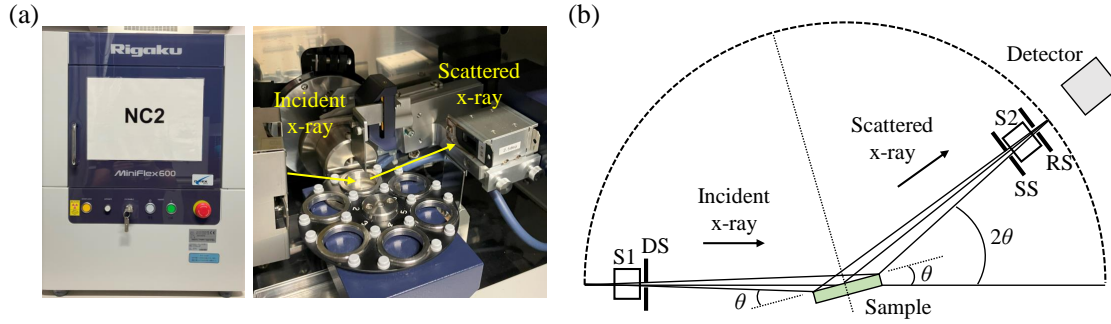 (a)
Rigaku
NC2
MiniFlex600
Incident
x-ray
Scattered
x-ray
(b)
Detector
Scattered
x-ray
S2
RS
SS
Incident
x-ray
2θ
S1
DS
θ
θ
Sample